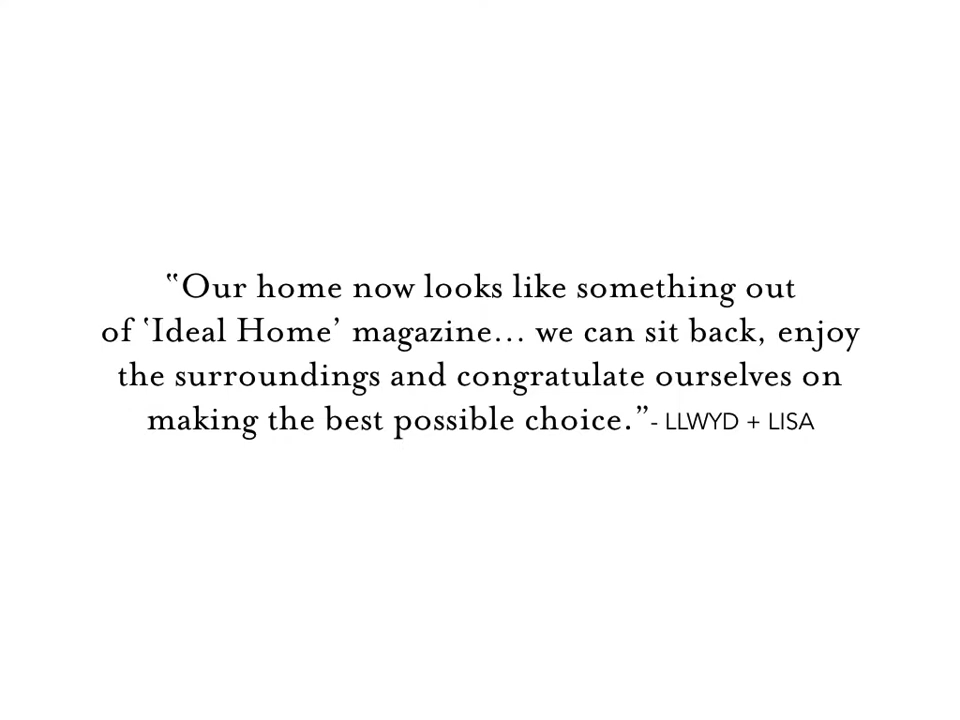 “Our home now looks like something out
of ‘Ideal Home’ magazine... we can sit back, enjoy
the surroundings and congratulate ourselves on
making the best possible choice.”- LLWYD + LISA